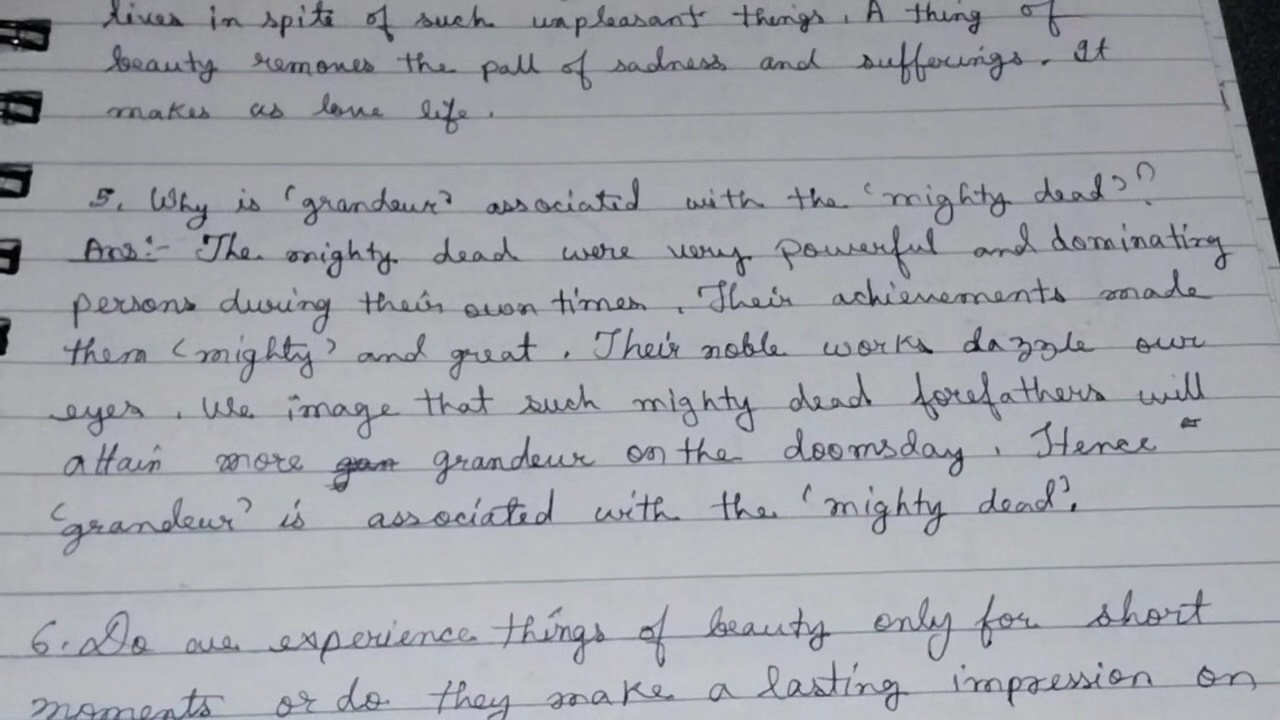 lives in spite of such unpleasant things. A thing of
beauty removes the pall of sadness and sufferings. It
makes us love life.
5. Why is 'grandeur' associated with the 'mighty dead'?
Ans:- The mighty dead were very powerful and dominating
persons during their own times. Their achievements made
them 'mighty' and great. Their noble works dazzle our
eyes. We image that such mighty dead forefathers will
attain more grandeur on the doomsday. Hence
'grandeur' is associated with the 'mighty dead'.
6. Do we experience things of beauty only for short
moments or do they make a lasting impression on